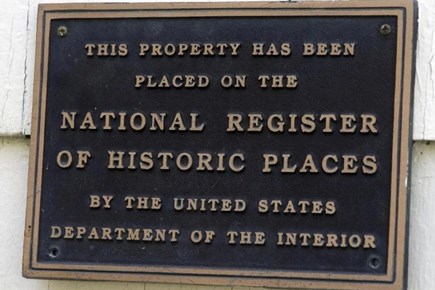 THIS PROPERTY HAS BEEN
PLACED ON THE
NATIONAL REGISTER
OF HISTORIC PLACES
BY THE UNITED STATES
DEPARTMENT OF THE INTERIOR